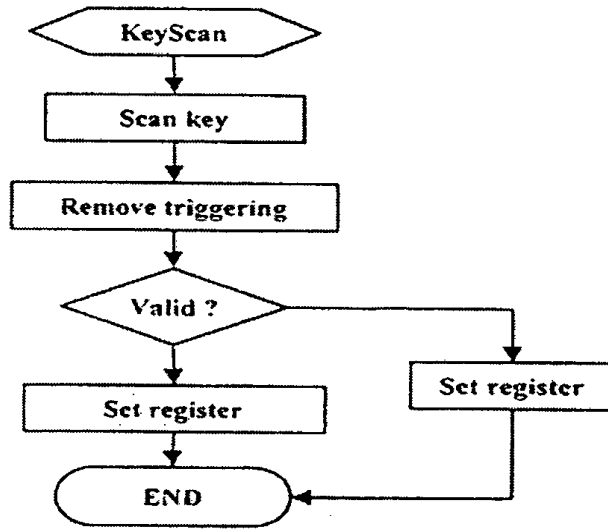 KeyScan
Scan key
Remove triggering
Valid ?
Set register
Set register
END